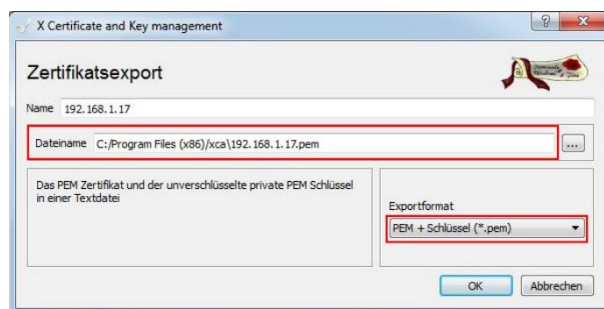 X Certificate and Key management
Zertifikatsexport
Name 192.168.1.17
Dateiname C:/Program Files (x86)/xca\192.168.1.17.pem
...
Das PEM Zertifikat und der unverschlüsselte private PEM Schlüssel
in einer Textdatei
Exportformat
PEM + Schlüssel (*.pem)
OK Abbrechen